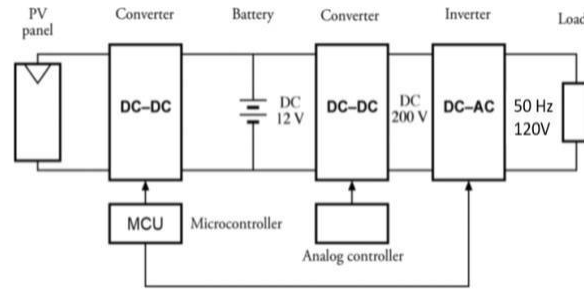 PV
panel
Converter
Battery
Converter
Inverter
Load
DC–DC
DC
12 V
DC–DC
DC
200 V
DC–AC
50 Hz
120V
MCU
Microcontroller
Analog controller